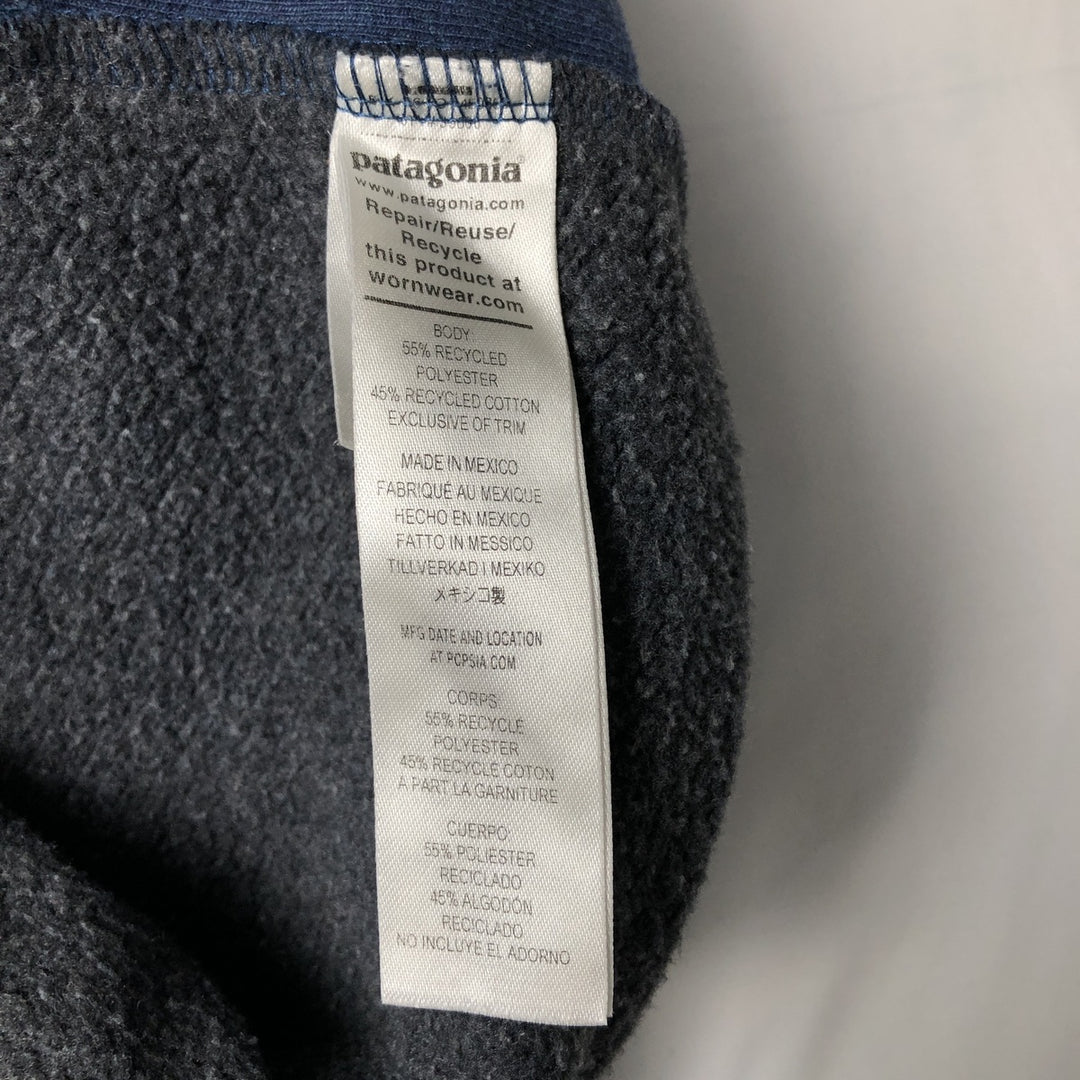 patagonia
www.patagonia.com
Repair/Reuse/
Recycle
this product at
wornwear.com
BODY:
55% RECYCLED
POLYESTER
45% RECYCLED COTTON
EXCLUSIVE OF TRIM
MADE IN MEXICO
FABRIQUÉ AU MEXIQUE
HECHO EN MEXICO
FATTO IN MESSICO
TILLVERKAD I MEXIKO
メキシコ製
MFG DATE AND LOCATION
AT PCPSIA.COM
CORPS:
55% RECYCLE
POLYESTER
45% RECYCLE COTON
A PART LA GARNITURE
CUERPO:
55% POLIESTER
RECICLADO
45% ALGODÓN
RECICLADO
NO INCLUYE EL ADORNO